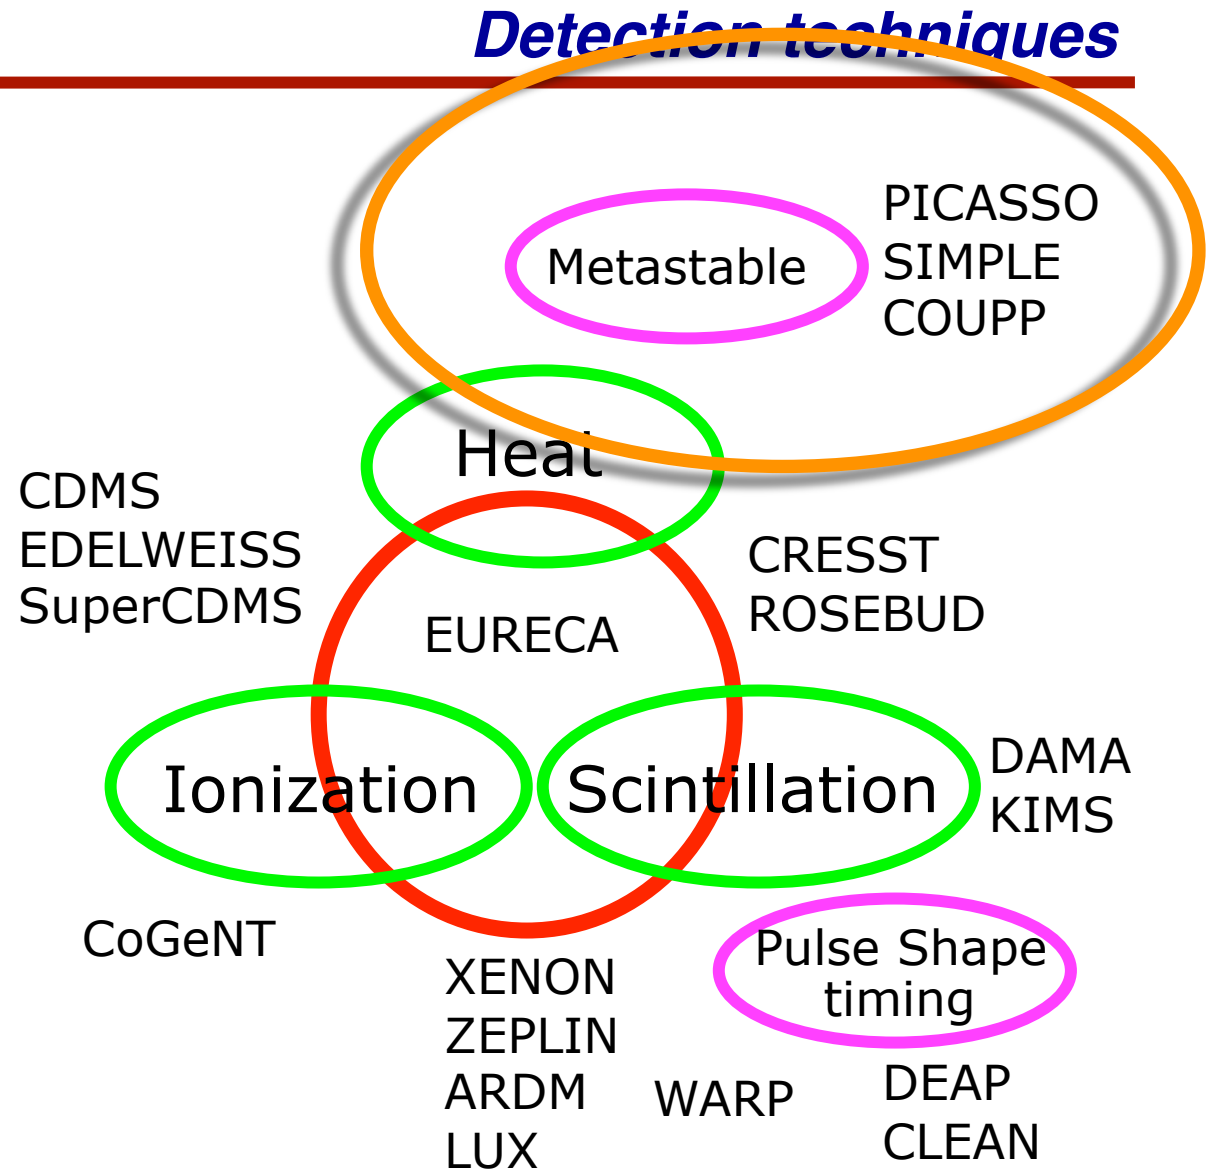 Detection techniques
PICASSO
SIMPLE
COUPP
Metastable
Heat
CDMS
EDELWEISS
SuperCDMS
CRESST
ROSEBUD
EURECA
Ionization
Scintillation
DAMA
KIMS
CoGeNT
Pulse Shape
timing
XENON
ZEPLIN
ARDM
LUX
WARP
DEAP
CLEAN